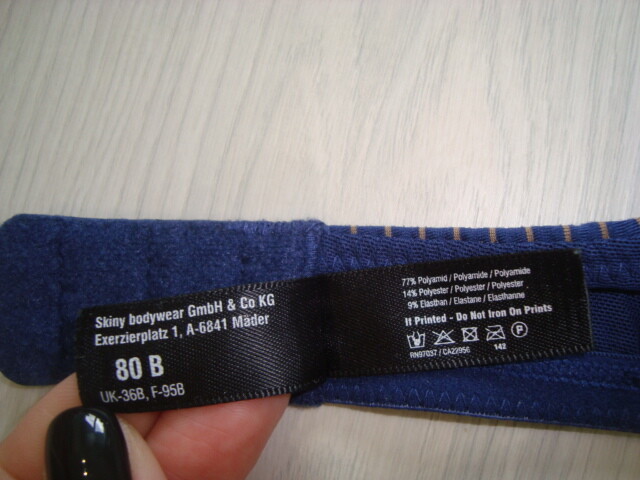 Skiny bodywear GmbH & Co KG
Exerzierplatz 1, A-6841 Mäder
80 B
UK-36B, F-95B
77% Polyamid / Polyamide / Polyamide
14% Polyester / Polyester / Polyester
9% Elasthan / Elastane / Elasthanne
If Printed - Do Not Iron On Prints
P
RN97037 / CA22956
142